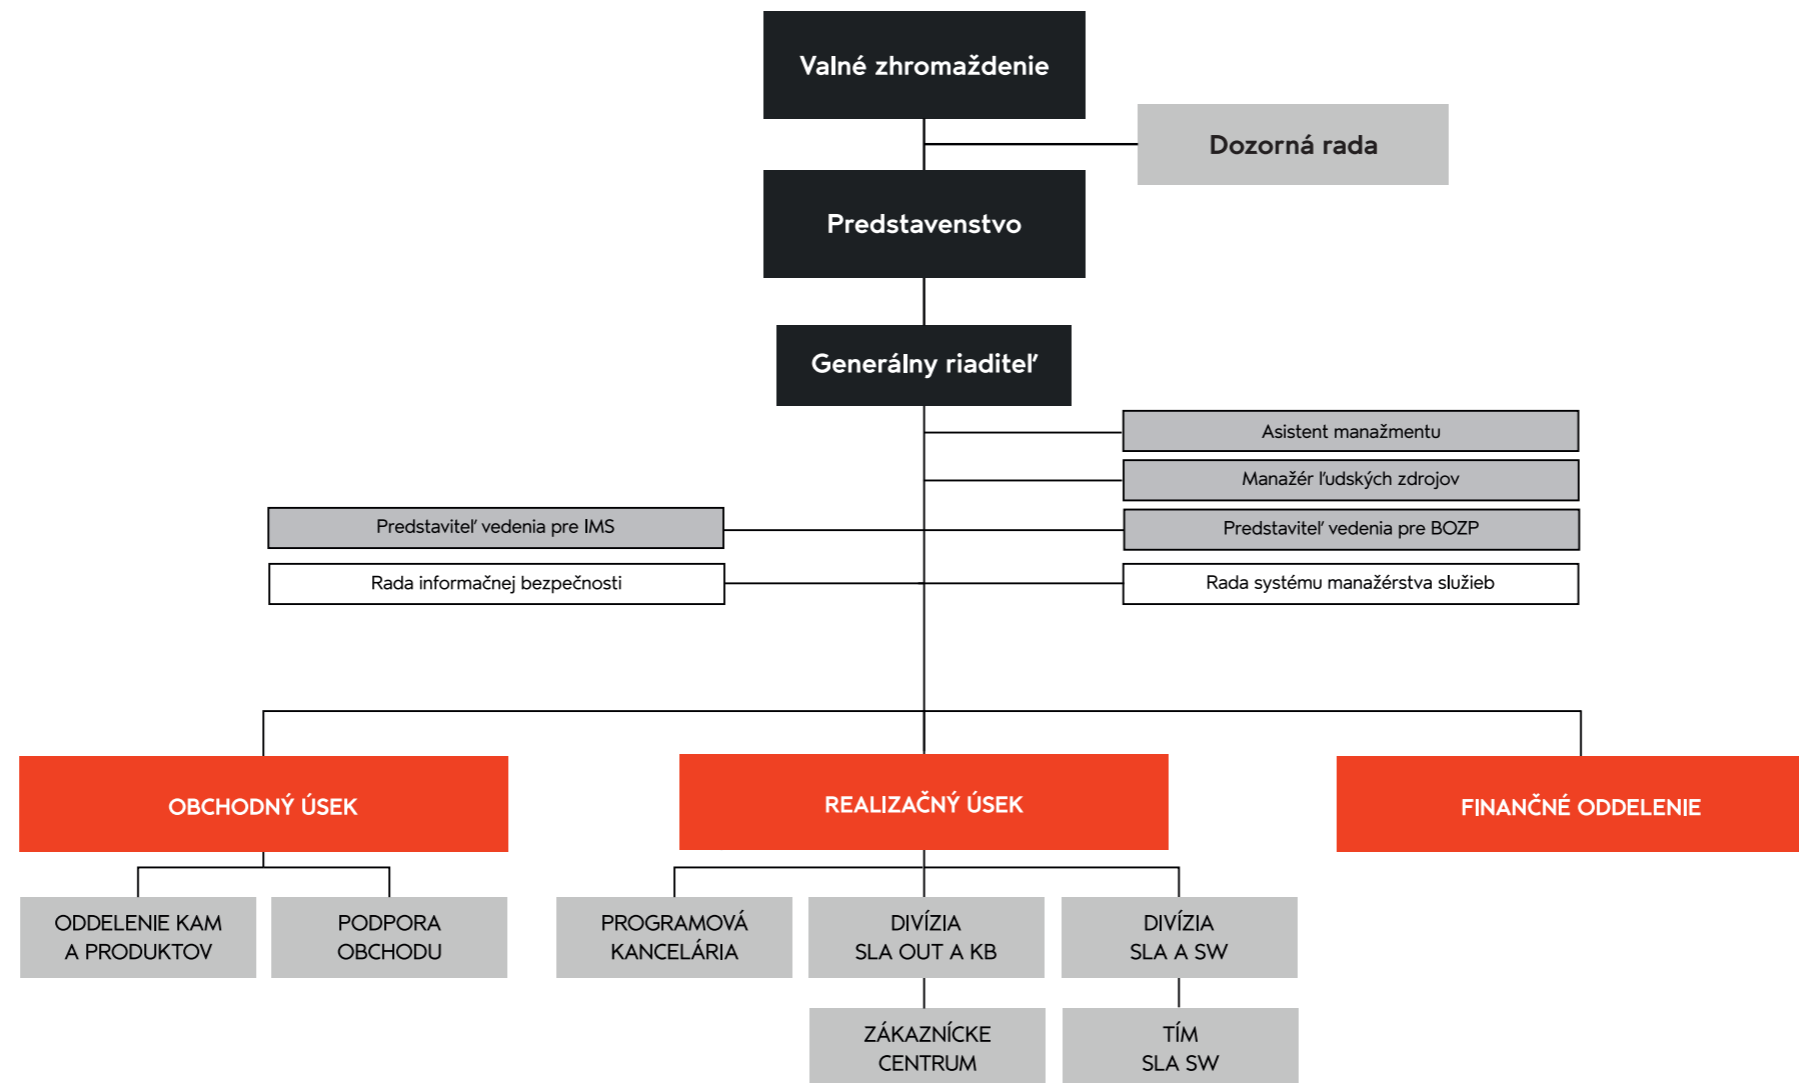 Valné zhromaždenie
Dozorná rada
Predstavenstvo
Generálny riaditeľ
Asistent manažmentu
Manažér ľudských zdrojov
Predstaviteľ vedenia pre IMS
Predstaviteľ vedenia pre BOZP
Rada informačnej bezpečnosti
Rada systému manažérstva služieb
OBCHODNÝ ÚSEK
REALIZAČNÝ ÚSEK
FINANČNÉ ODDELENIE
ODDELENIE KAM
A PRODUKTOV
PODPORA
OBCHODU
PROGRAMOVÁ
KANCELÁRIA
DIVÍZIA
SLA OUT A KB
DIVÍZIA
SLA A SW
ZÁKAZNÍCKE
CENTRUM
TÍM
SLA SW